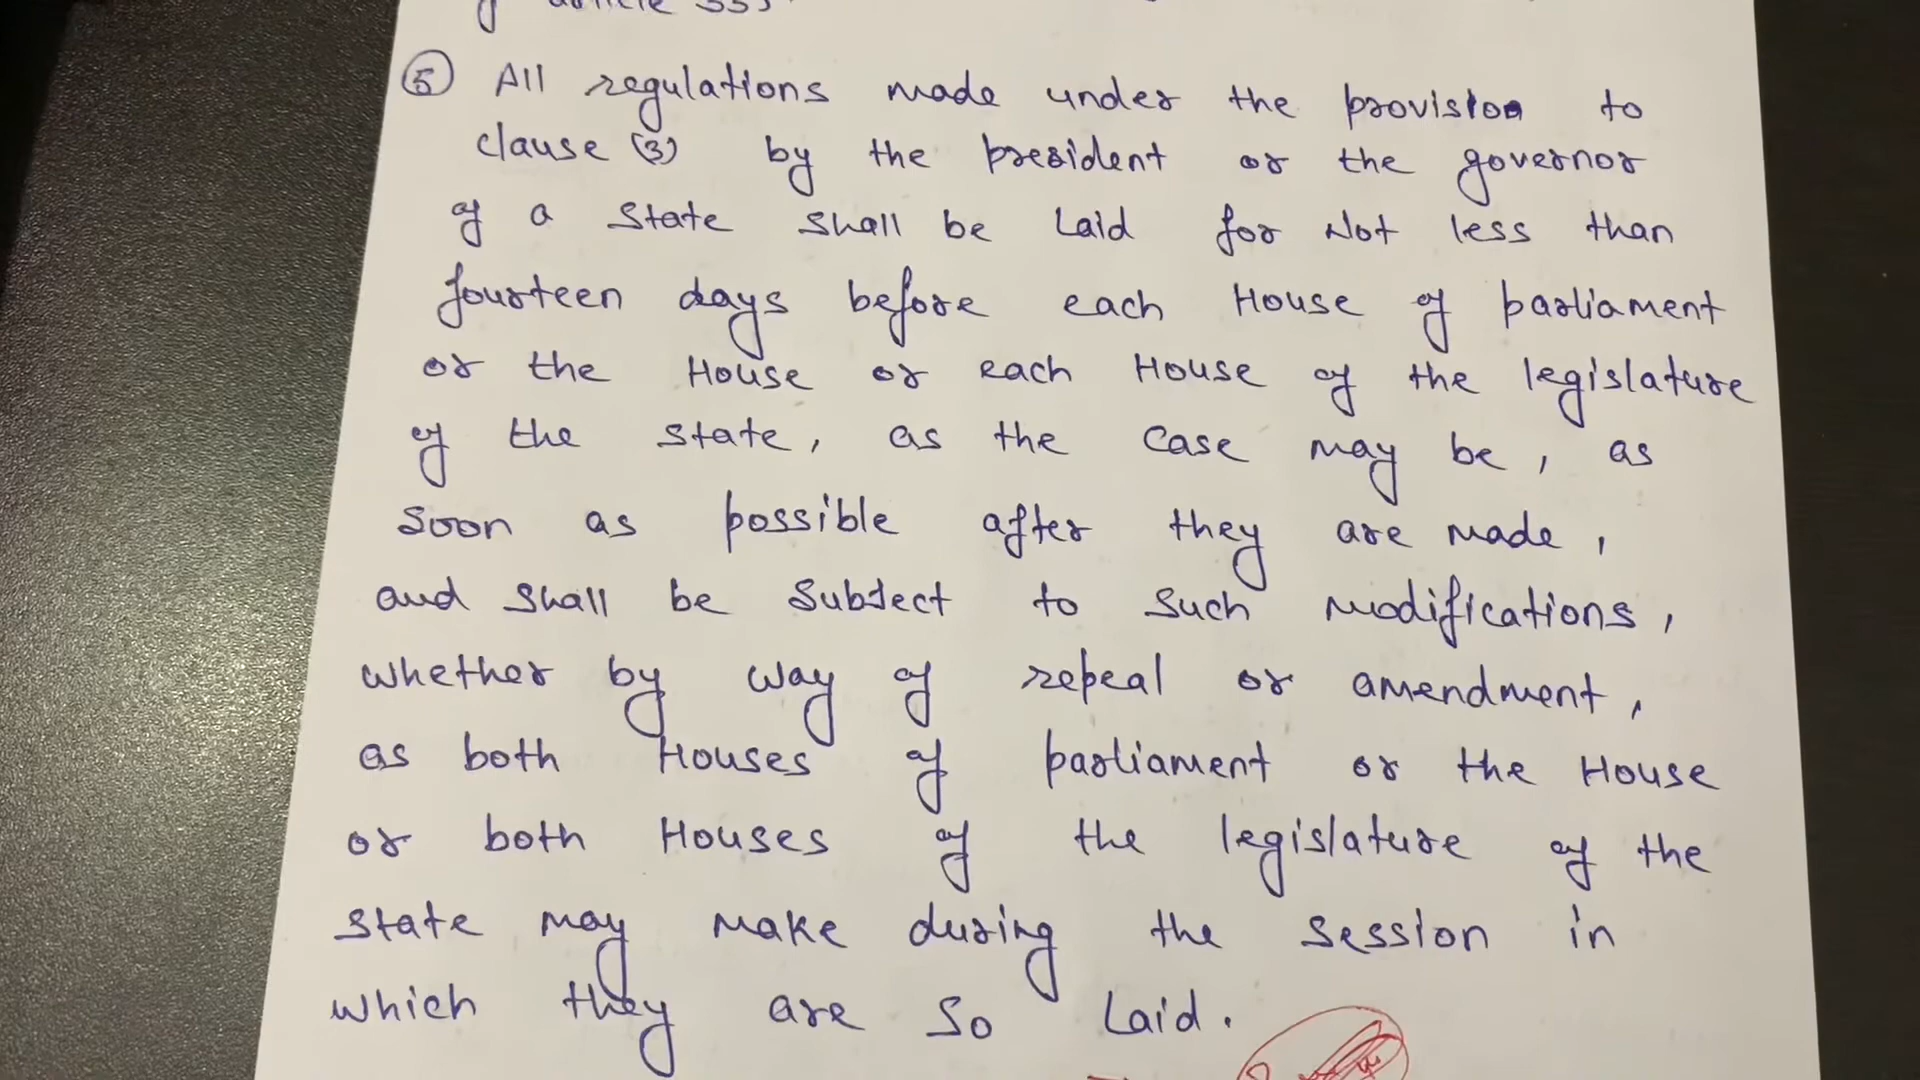 of article 335
⑤ All regulations made under the provision to
clause (3) by the president or the governor
of a State shall be Laid for Not less than
fourteen days before each House of parliament
or the House or each House of the legislature
of the state, as the case may be, as
soon as possible after they are made,
and shall be Subject to such modifications,
whether by way of repeal or amendment,
as both Houses of parliament or the House
or both Houses of the legislature of the
state may make during the session in
which they are so Laid.